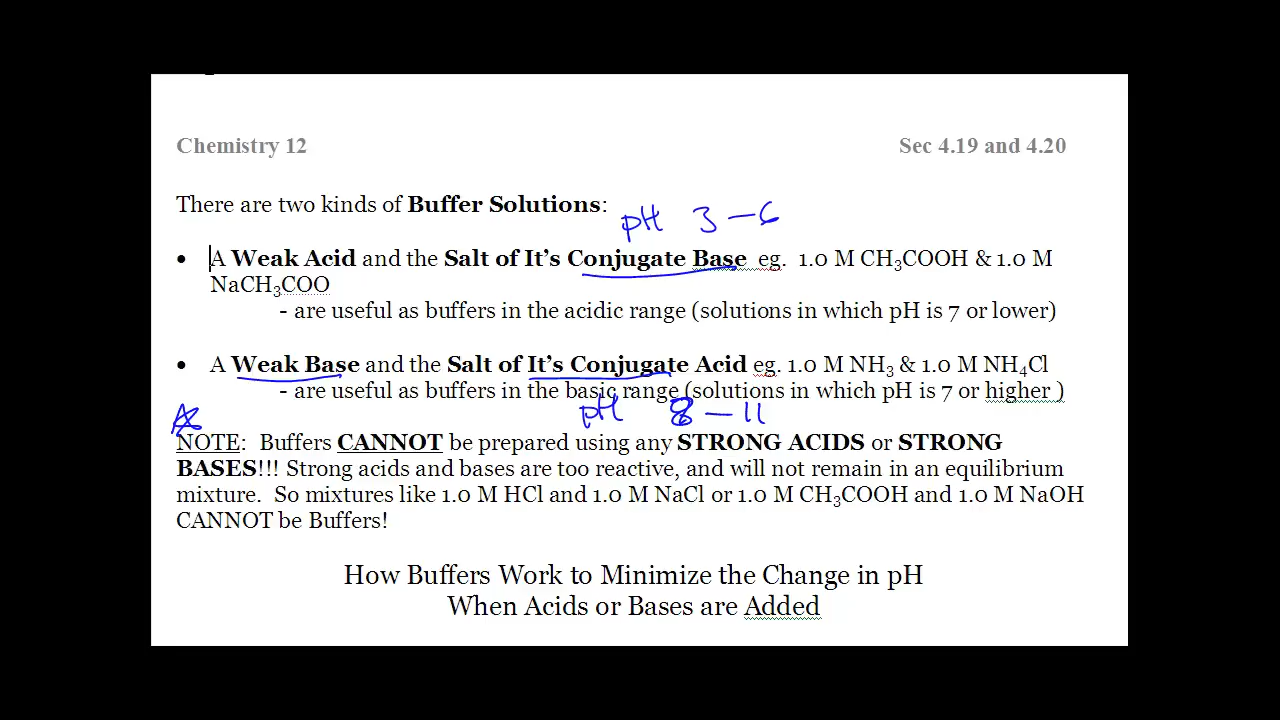 Chemistry 12 Sec 4.19 and 4.20
There are two kinds of Buffer Solutions:
pH 3 – 6
• A Weak Acid and the Salt of It's Conjugate Base eg. 1.0 M CH₃COOH & 1.0 M
NaCH₃COO
- are useful as buffers in the acidic range (solutions in which pH is 7 or lower)
• A Weak Base and the Salt of It's Conjugate Acid eg. 1.0 M NH₃ & 1.0 M NH₄Cl
- are useful as buffers in the basic range (solutions in which pH is 7 or higher )
pH 8 – 11
NOTE: Buffers CANNOT be prepared using any STRONG ACIDS or STRONG
BASES!!! Strong acids and bases are too reactive, and will not remain in an equilibrium
mixture. So mixtures like 1.0 M HCl and 1.0 M NaCl or 1.0 M CH₃COOH and 1.0 M NaOH
CANNOT be Buffers!
How Buffers Work to Minimize the Change in pH
When Acids or Bases are Added